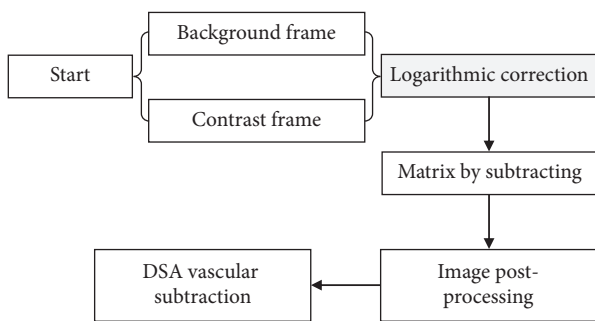 Start
Background frame
Contrast frame
Logarithmic correction
Matrix by subtracting
Image post-
processing
DSA vascular
subtraction